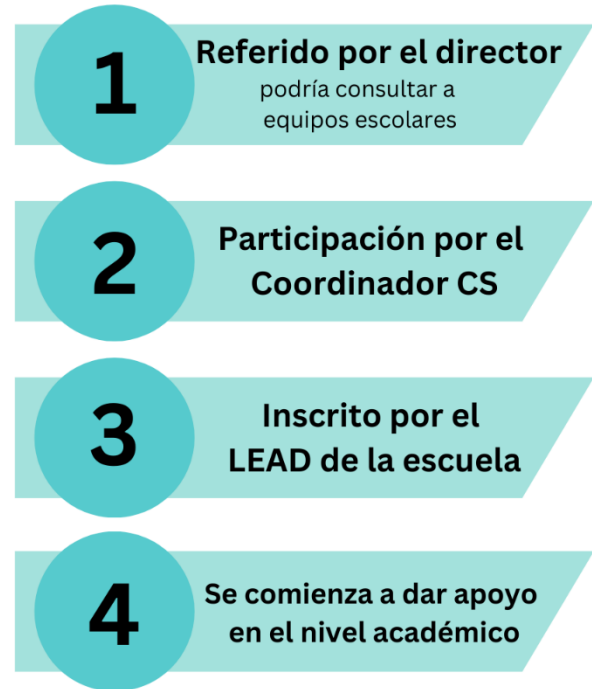 1
Referido por el director
podría consultar a
equipos escolares
2
Participación por el
Coordinador CS
3
Inscrito por el
LEAD de la escuela
4
Se comienza a dar apoyo
en el nivel académico